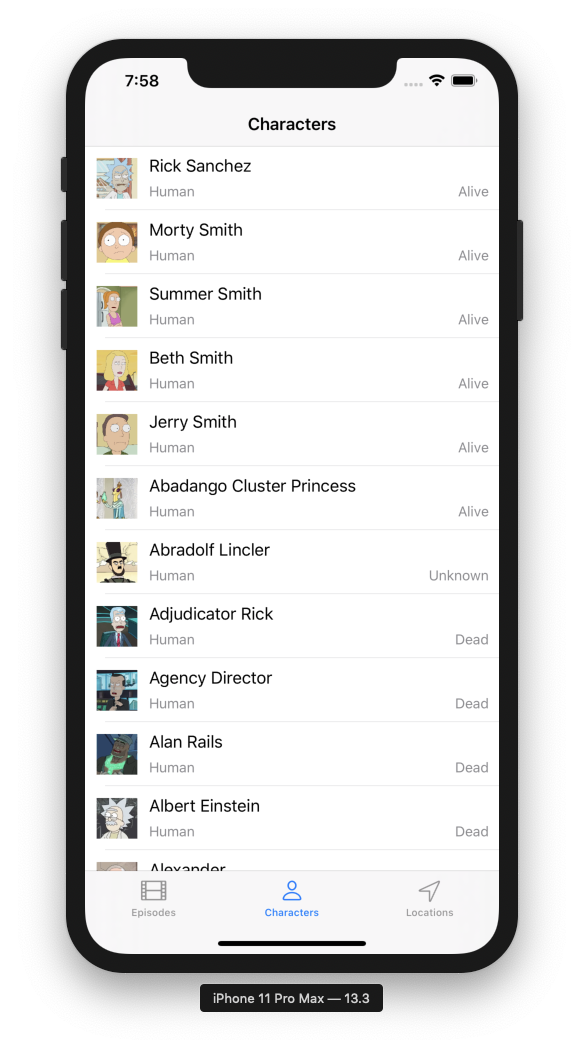 7:58
Characters
Rick Sanchez
Human Alive
Morty Smith
Human Alive
Summer Smith
Human Alive
Beth Smith
Human Alive
Jerry Smith
Human Alive
Abadango Cluster Princess
Human Alive
Abradolf Lincler
Human Unknown
Adjudicator Rick
Human Dead
Agency Director
Human Dead
Alan Rails
Human Dead
Albert Einstein
Human Dead
Alexander
Episodes Characters Locations
iPhone 11 Pro Max — 13.3